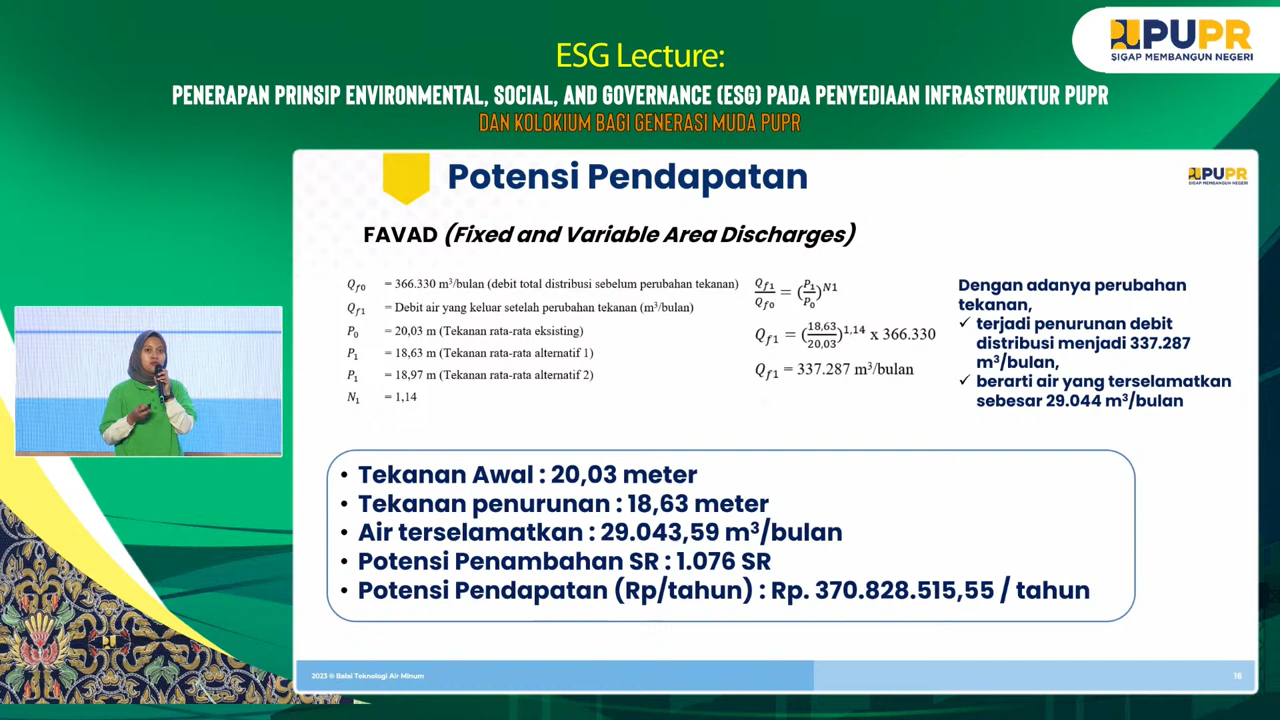 ESG Lecture:
PENERAPAN PRINSIP ENVIRONMENTAL, SOCIAL, AND GOVERNANCE (ESG) PADA PENYEDIAAN INFRASTRUKTUR PUPR
DAN KOLOKIUM BAGI GENERASI MUDA PUPR
PUPR
SIGAP MEMBANGUN NEGERI
Potensi Pendapatan
PUPR
SIGAP MEMBANGUN NEGERI
FAVAD (Fixed and Variable Area Discharges)
Qf0 = 366.330 m³/bulan (debit total distribusi sebelum perubahan tekanan)
Qf1 = Debit air yang keluar setelah perubahan tekanan (m³/bulan)
P0 = 20,03 m (Tekanan rata-rata eksisting)
P1 = 18,63 m (Tekanan rata-rata alternatif 1)
P1 = 18,97 m (Tekanan rata-rata alternatif 2)
N1 = 1,14
Qf1/Qf0 = (P1/P0)^N1
Qf1 = (18,63/20,03)^1,14 x 366.330
Qf1 = 337.287 m³/bulan
Dengan adanya perubahan
tekanan,
✓ terjadi penurunan debit
distribusi menjadi 337.287
m³/bulan,
✓ berarti air yang terselamatkan
sebesar 29.044 m³/bulan
• Tekanan Awal : 20,03 meter
• Tekanan penurunan : 18,63 meter
• Air terselamatkan : 29.043,59 m³/bulan
• Potensi Penambahan SR : 1.076 SR
• Potensi Pendapatan (Rp/tahun) : Rp. 370.828.515,55 / tahun
2023 © Balai Teknologi Air Minum
16